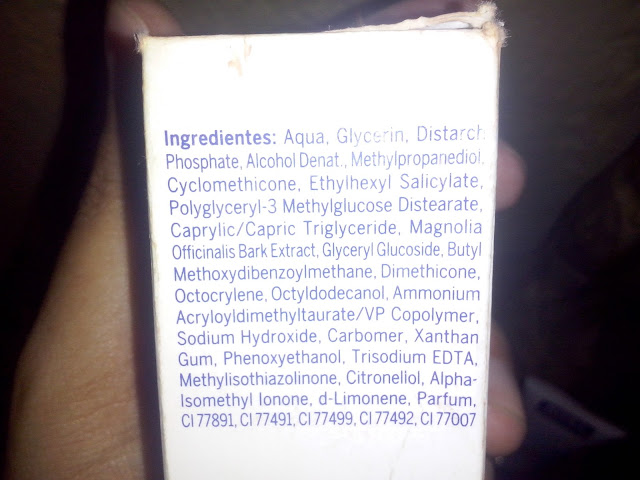 Ingredientes: Aqua, Glycerin, Distarch
Phosphate, Alcohol Denat., Methylpropanediol,
Cyclomethicone, Ethylhexyl Salicylate,
Polyglyceryl-3 Methylglucose Distearate,
Caprylic/Capric Triglyceride, Magnolia
Officinalis Bark Extract, Glyceryl Glucoside, Butyl
Methoxydibenzoylmethane, Dimethicone,
Octocrylene, Octyldodecanol, Ammonium
Acryloyldimethyltaurate/VP Copolymer,
Sodium Hydroxide, Carbomer, Xanthan
Gum, Phenoxyethanol, Trisodium EDTA,
Methylisothiazolinone, Citronellol, Alpha-
Isomethyl Ionone, d-Limonene, Parfum,
CI 77891, CI 77491, CI 77499, CI 77492, CI 77007